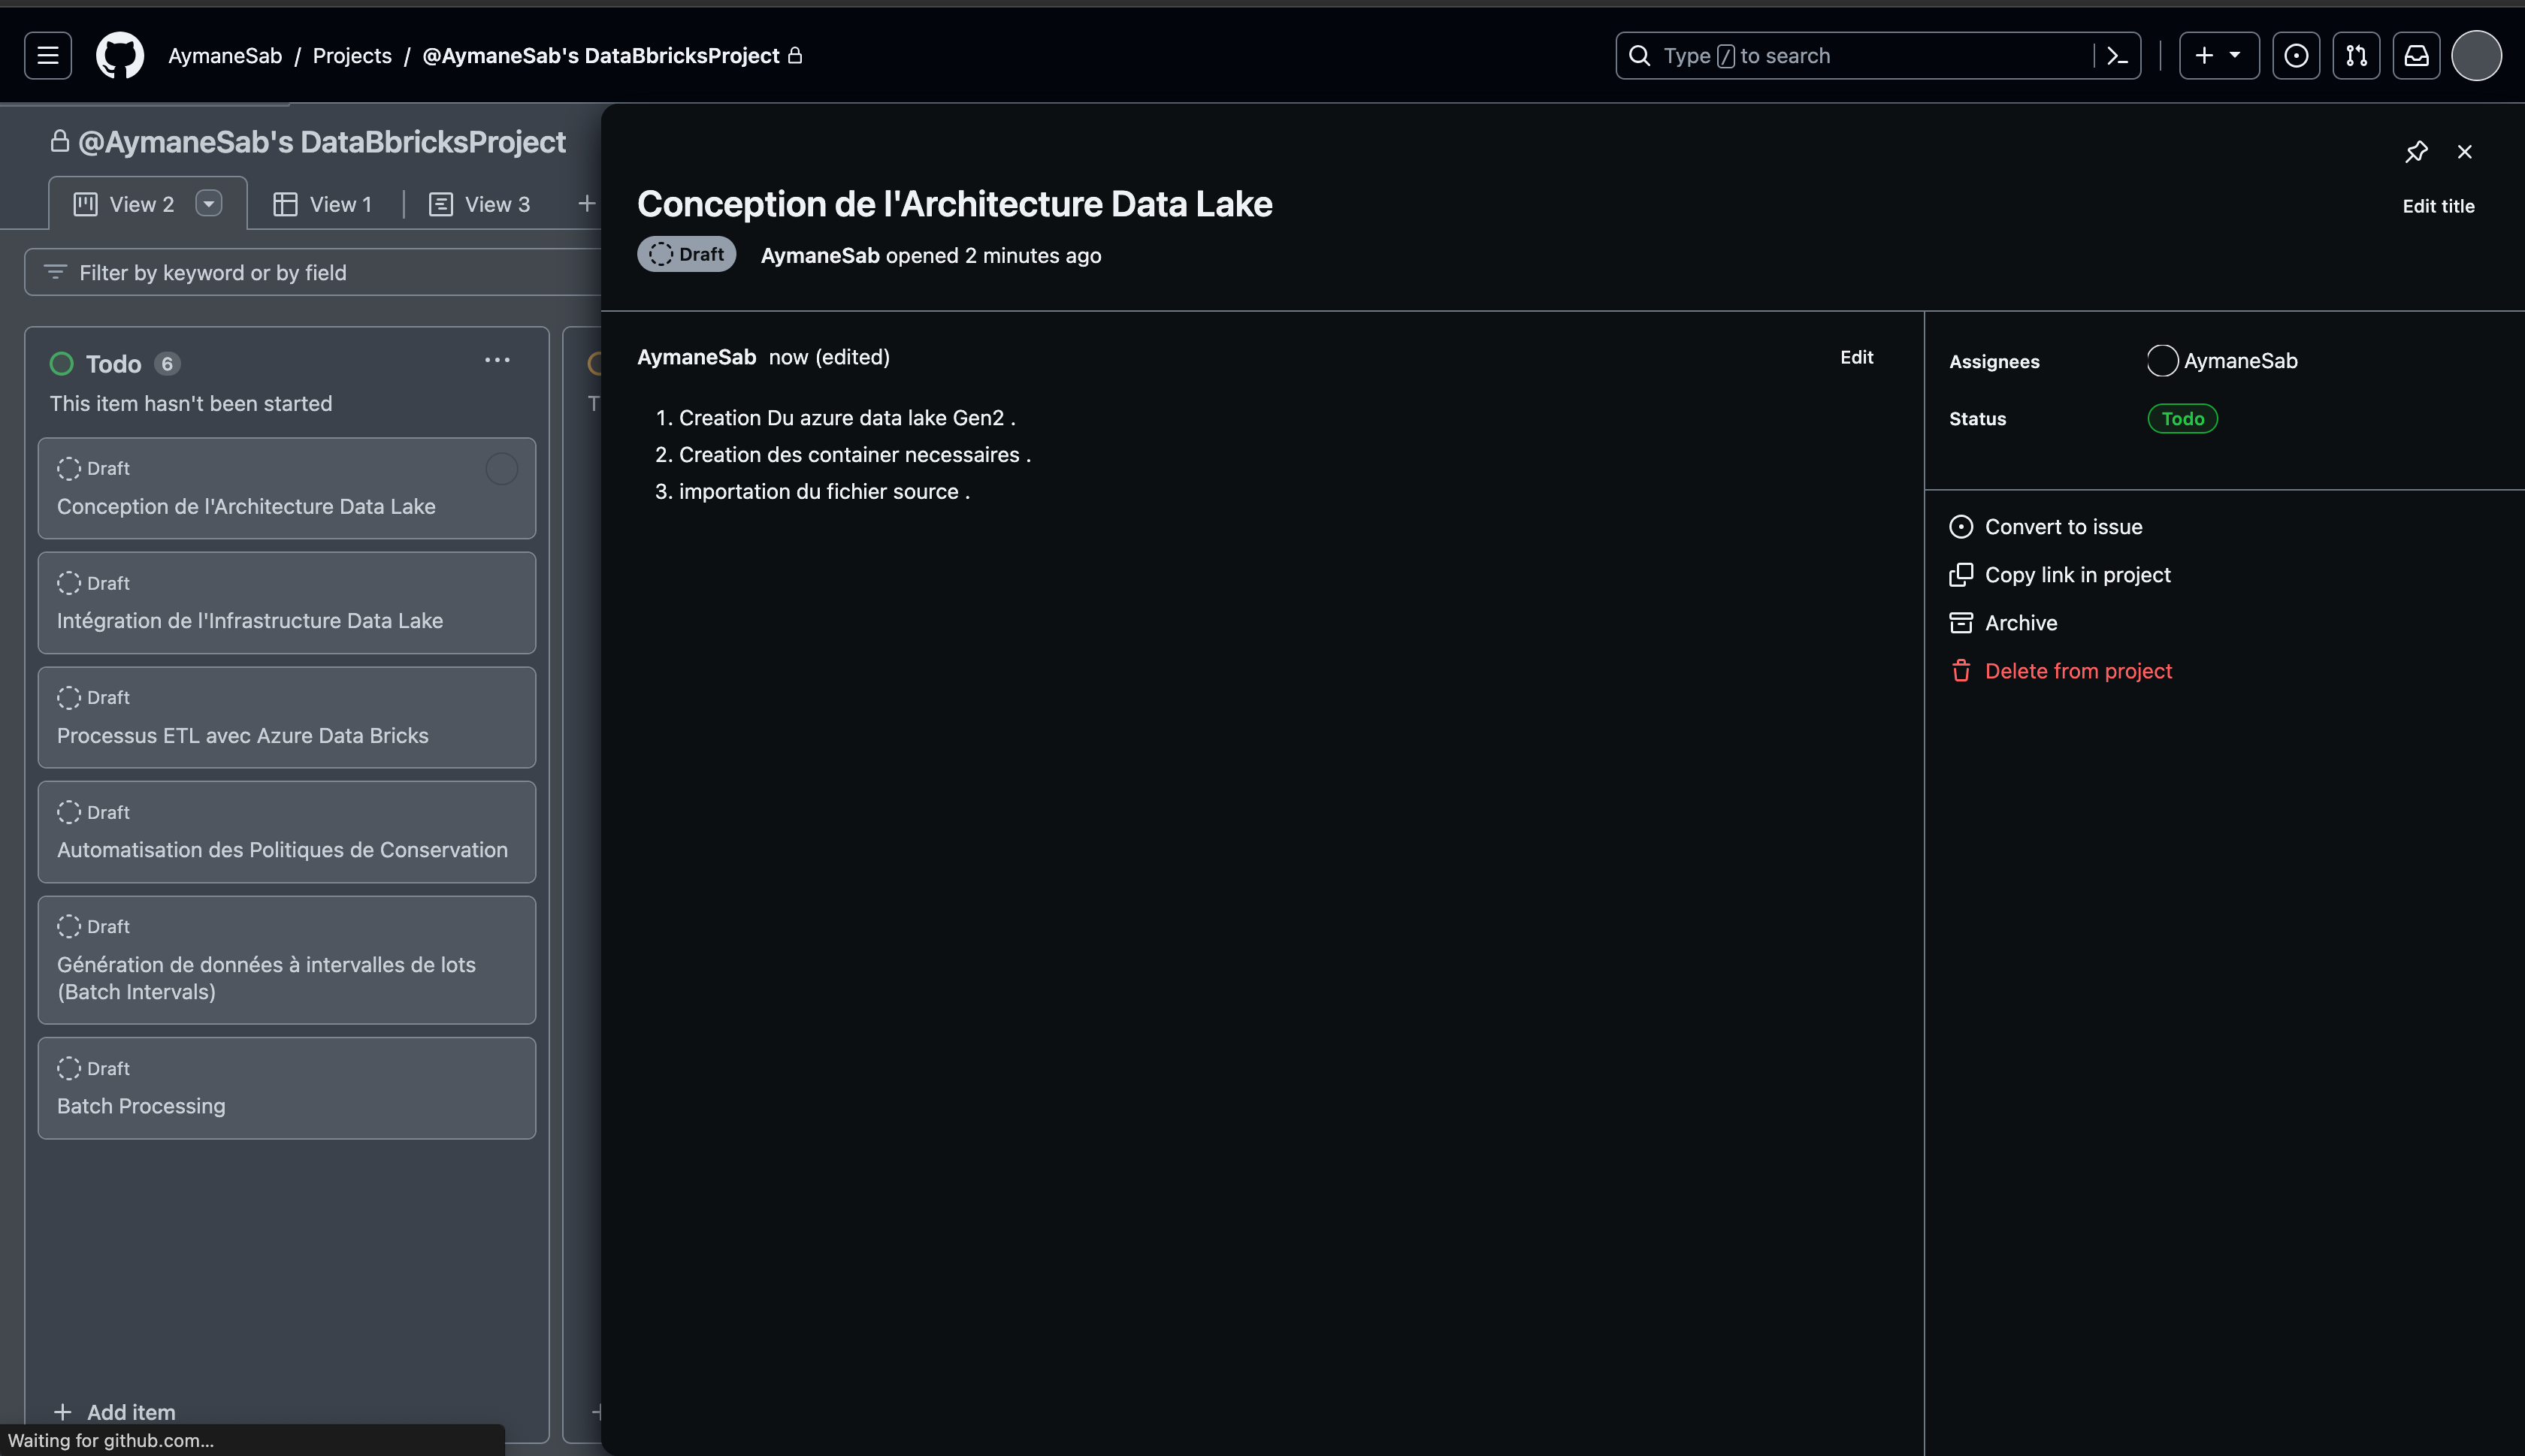 AymaneSab / Projects / @AymaneSab's DataBbricksProject
Type / to search
@AymaneSab's DataBbricksProject
View 2
View 1
View 3
Filter by keyword or by field
Todo 6
This item hasn't been started
Draft
Conception de l'Architecture Data Lake
Draft
Intégration de l'Infrastructure Data Lake
Draft
Processus ETL avec Azure Data Bricks
Draft
Automatisation des Politiques de Conservation
Draft
Génération de données à intervalles de lots
(Batch Intervals)
Draft
Batch Processing
Add item
T
Waiting for github.com...
Conception de l'Architecture Data Lake
Edit title
Draft
AymaneSab opened 2 minutes ago
AymaneSab now (edited)
Edit
1. Creation Du azure data lake Gen2 .
2. Creation des container necessaires .
3. importation du fichier source .
Assignees
AymaneSab
Status
Todo
Convert to issue
Copy link in project
Archive
Delete from project